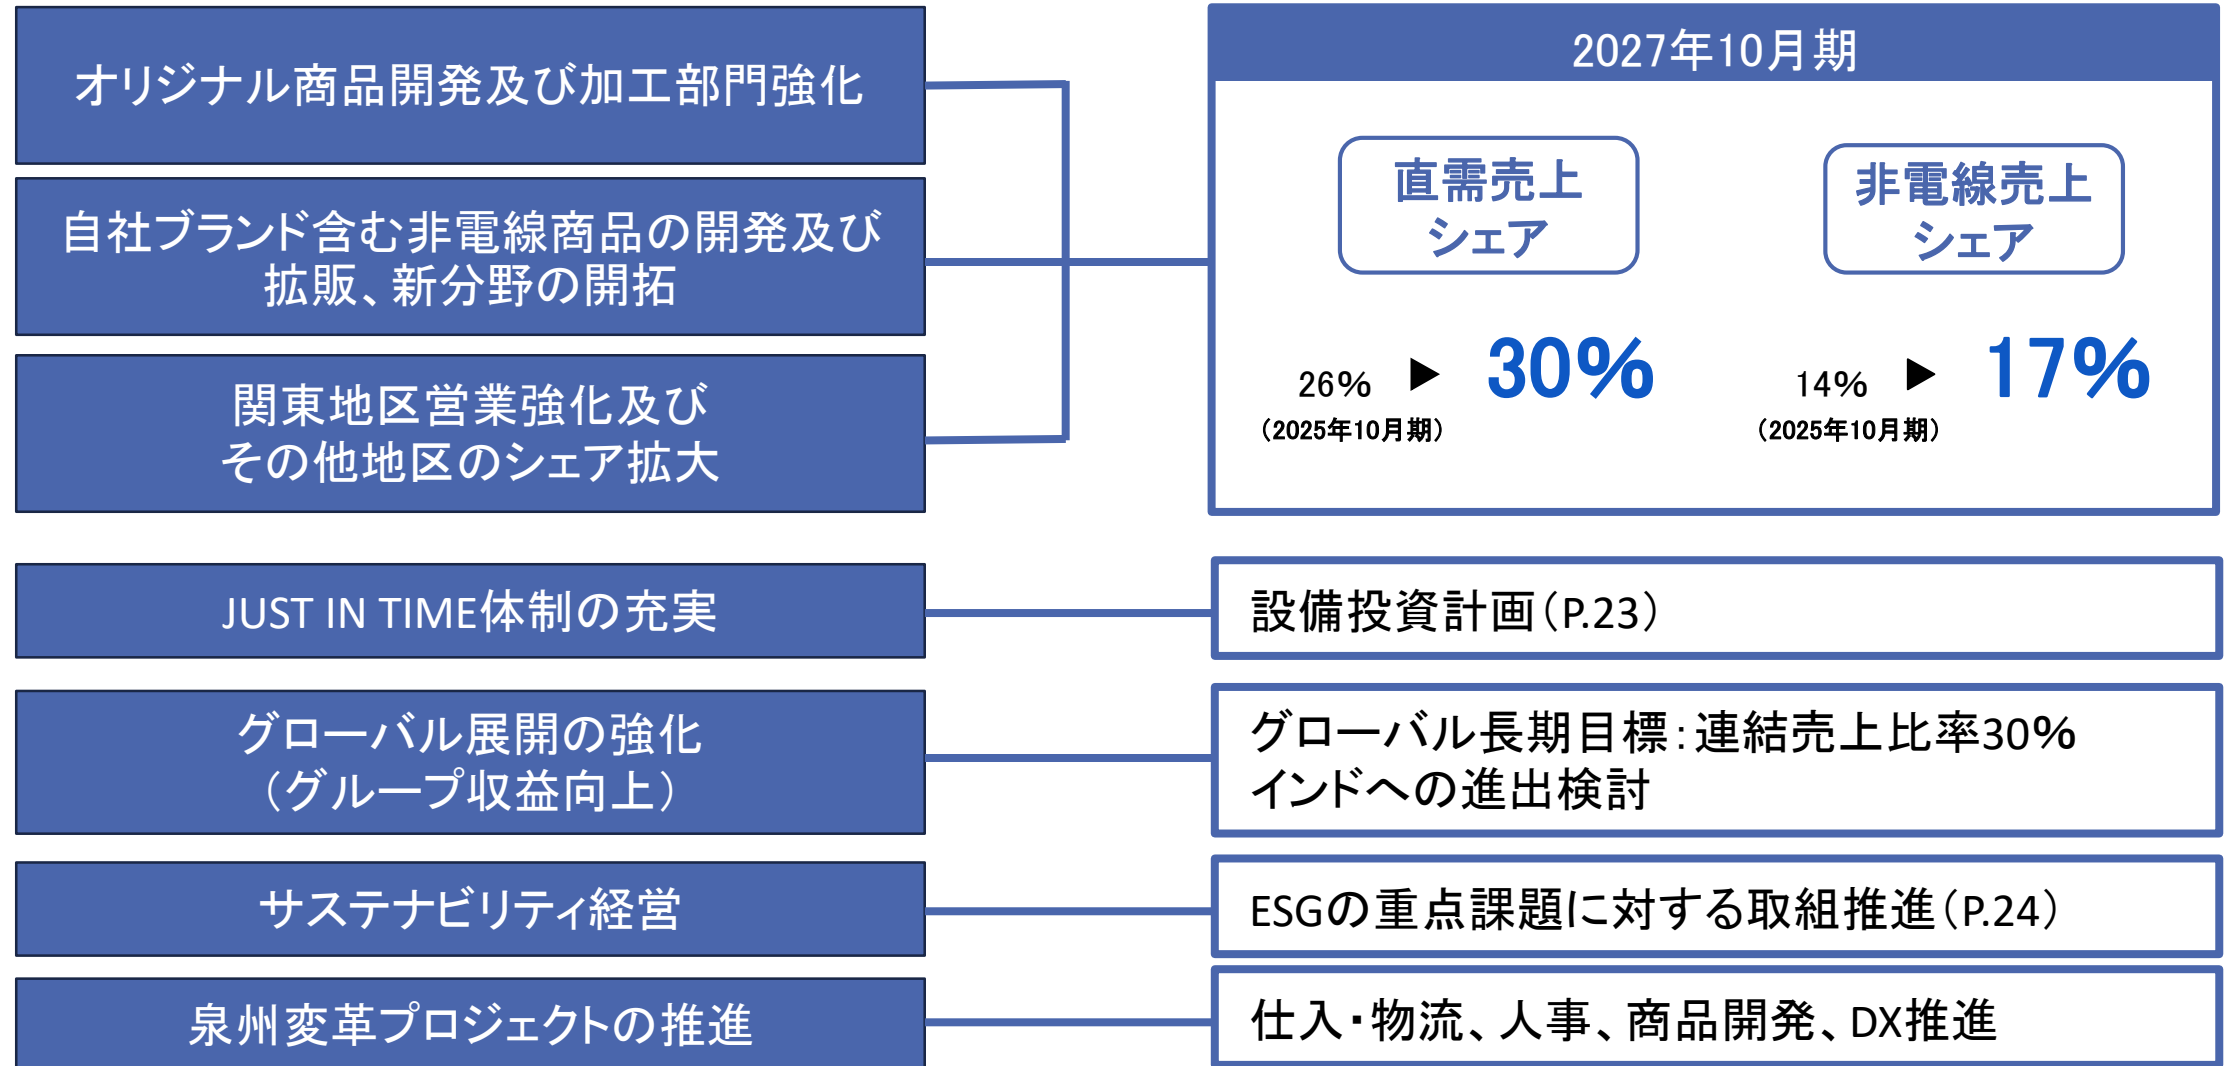 オリジナル商品開発及び加工部門強化
自社ブランド含む非電線商品の開発及び
拡販、新分野の開拓
関東地区営業強化及び
その他地区のシェア拡大
2027年10月期
直需売上
シェア
26% ▶ 30%
（2025年10月期）
非電線売上
シェア
14% ▶ 17%
（2025年10月期）
JUST IN TIME体制の充実
設備投資計画（P.23）
グローバル展開の強化
（グループ収益向上）
グローバル長期目標：連結売上比率30%
インドへの進出検討
サステナビリティ経営
ESGの重点課題に対する取組推進（P.24）
泉州変革プロジェクトの推進
仕入・物流、人事、商品開発、DX推進